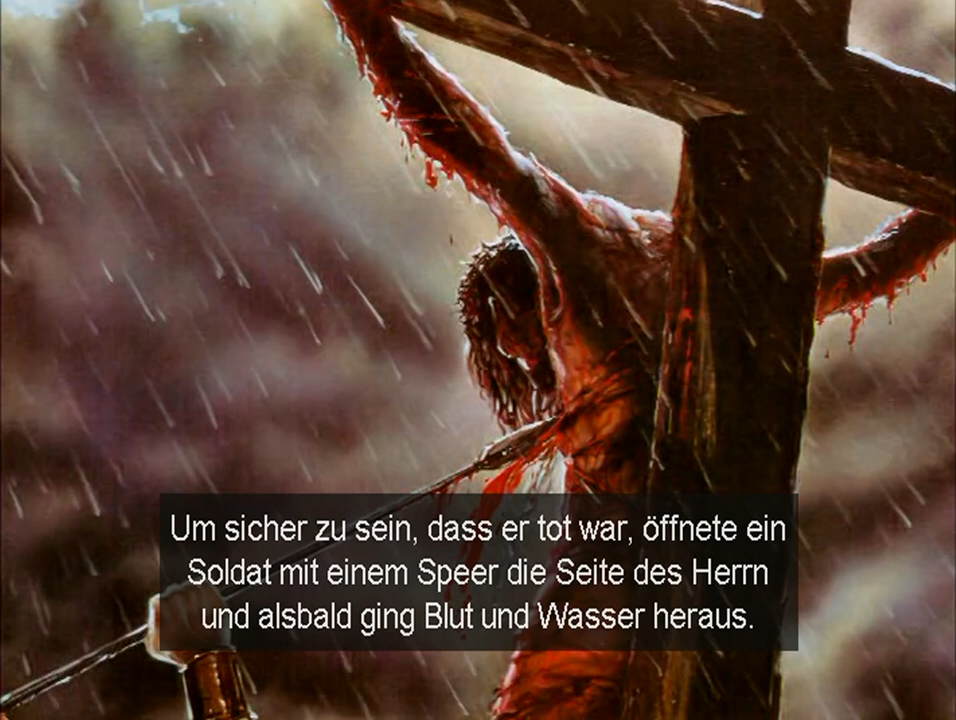 Um sicher zu sein, dass er tot war, öffnete ein
Soldat mit einem Speer die Seite des Herrn
und alsbald ging Blut und Wasser heraus.